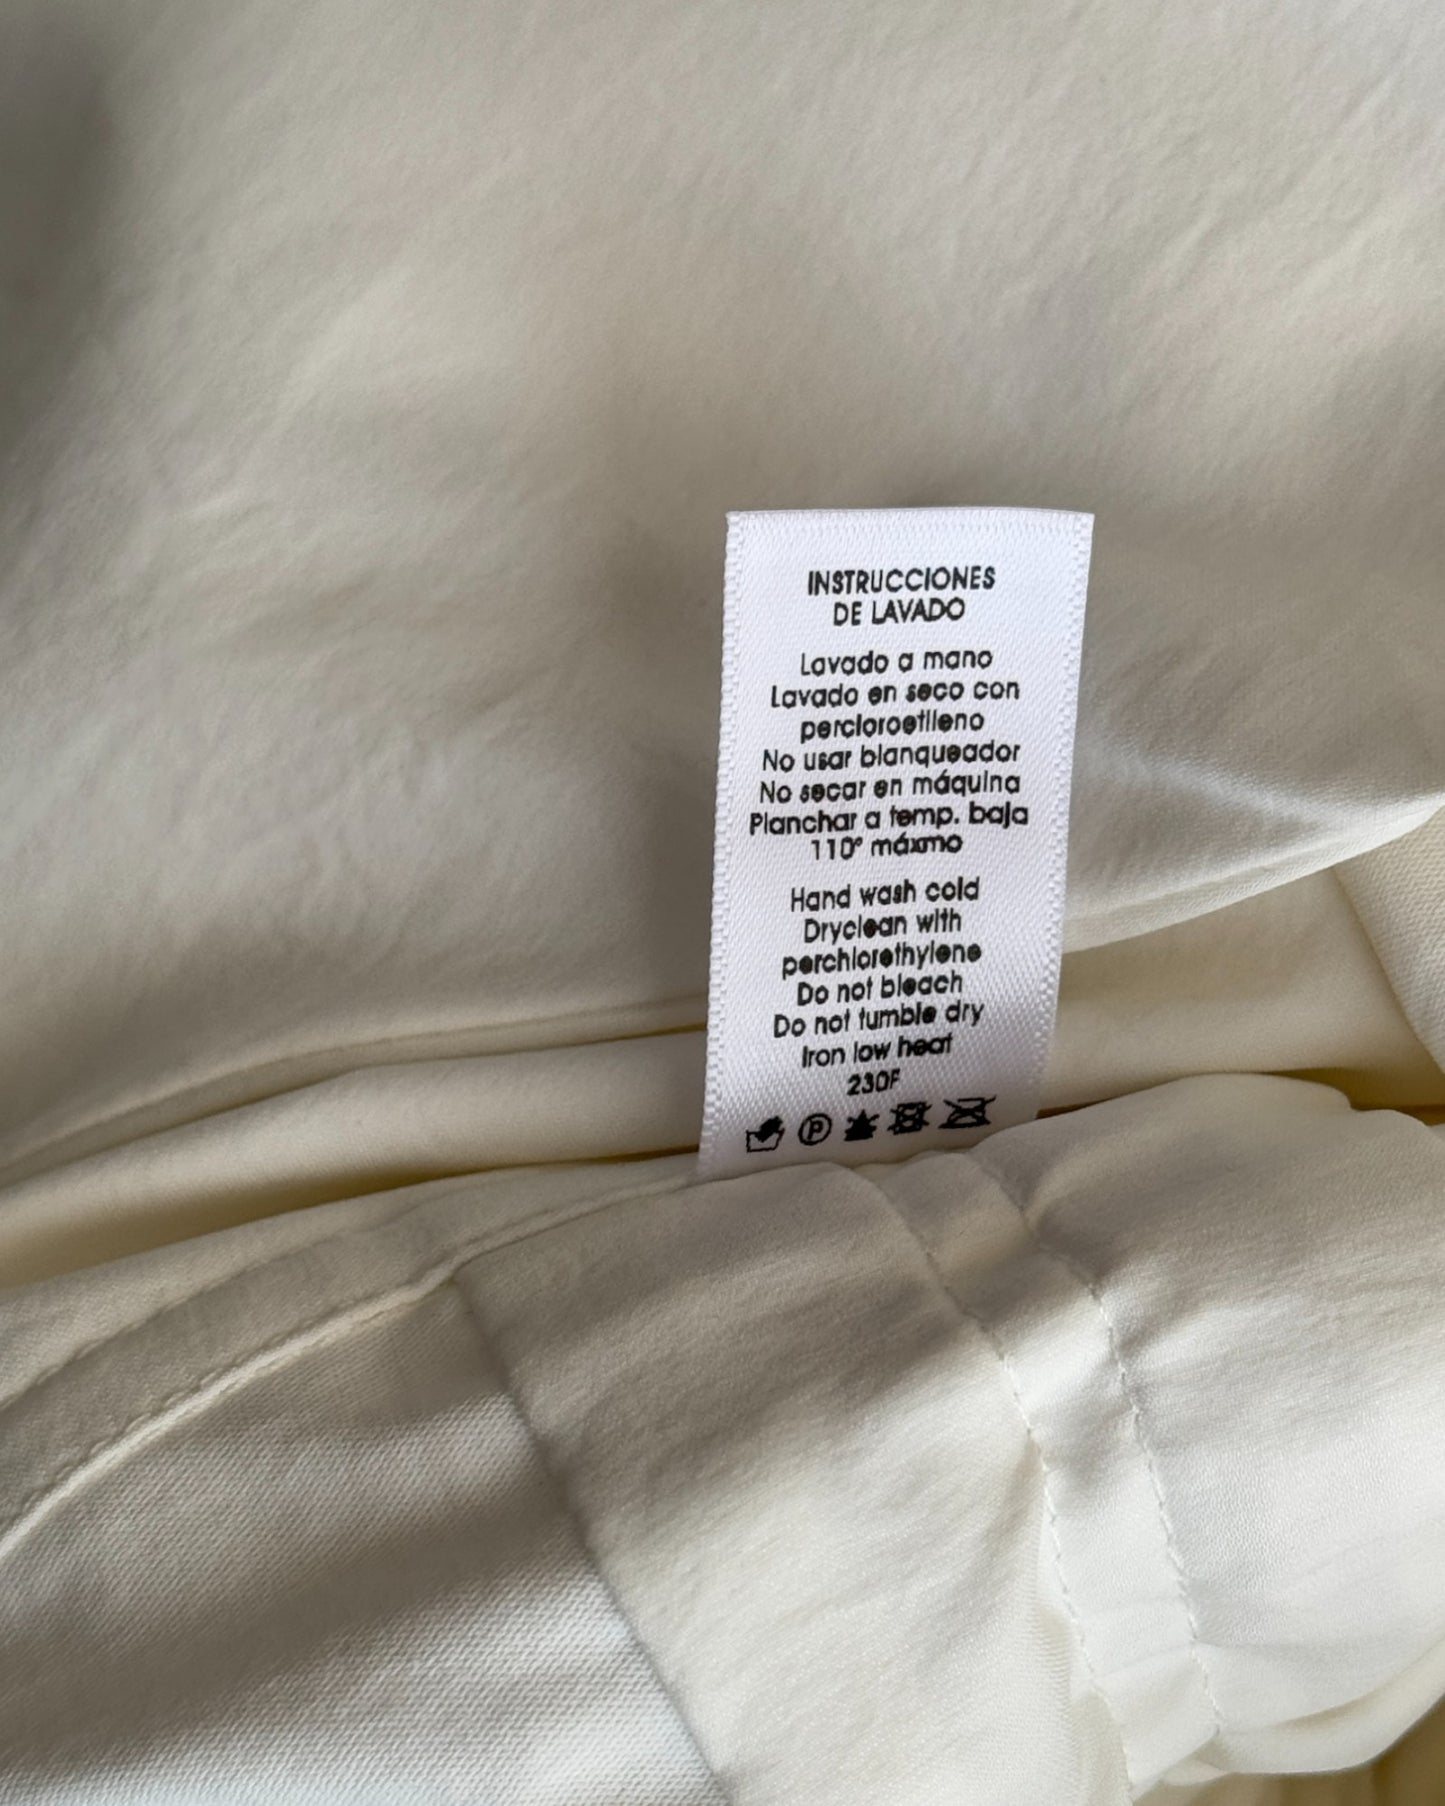 INSTRUCCIONES
DE LAVADO
Lavado a mano
Lavado en seco con
percloroetileno
No usar blanqueador
No secar en máquina
Planchar a temp. baja
110° máxmo
Hand wash cold
Dryclean with
perchlorethylene
Do not bleach
Do not tumble dry
Iron low heat
230F
P